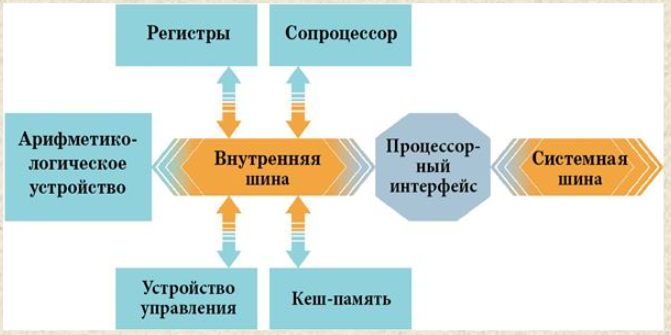 Регистры
Сопроцессор
Арифметико-
логическое
устройство
Внутренняя
шина
Процессор-
ный
интерфейс
Системная
шина
Устройство
управления
Кеш-память